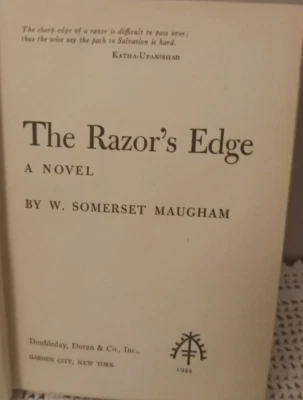 The sharp edge of a razor is difficult to pass over;
thus the wise say the path to Salvation is hard.
KATHA-UPANISHAD
The Razor's Edge
A NOVEL
BY W. SOMERSET MAUGHAM
Doubleday, Doran & Co., Inc.,
GARDEN CITY, NEW YORK
1944